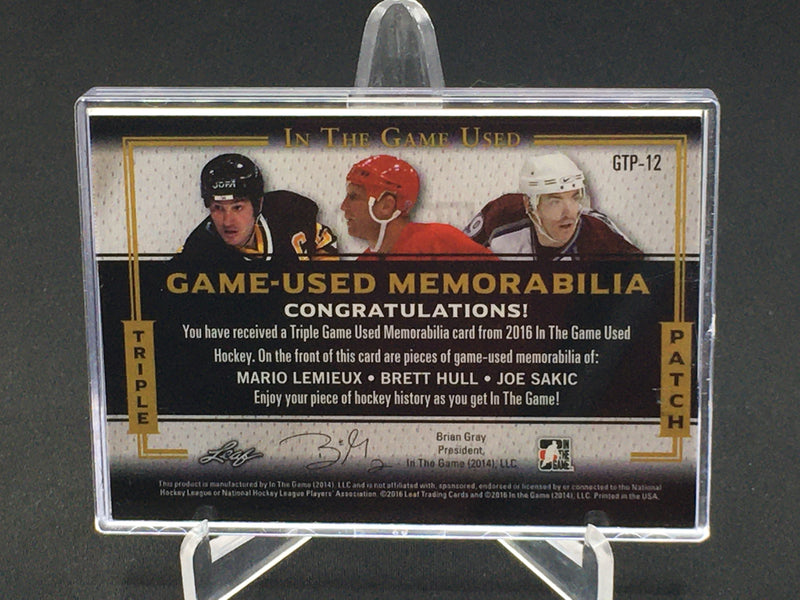 In The Game Used
GTP-12
JOFA
C
GAME-USED MEMORABILIA
CONGRATULATIONS!
You have received a Triple Game Used Memorabilia card from 2016 In The Game Used
Hockey. On the front of this card are pieces of game-used memorabilia of:
MARIO LEMIEUX • BRETT HULL • JOE SAKIC
Enjoy your piece of hockey history as you get In The Game!
TRIPLE
PATCH
Leaf
Brian Gray
President,
In The Game (2014), LLC
IN THE GAME
This product is manufactured by In The Game (2014), LLC and is not affiliated with, sponsored, endorsed or licensed by or connected to the National
Hockey League or National Hockey League Players' Association. ©2016 Leaf Trading Cards and ©2016 In the Game (2014), LLC. Printed in the USA.